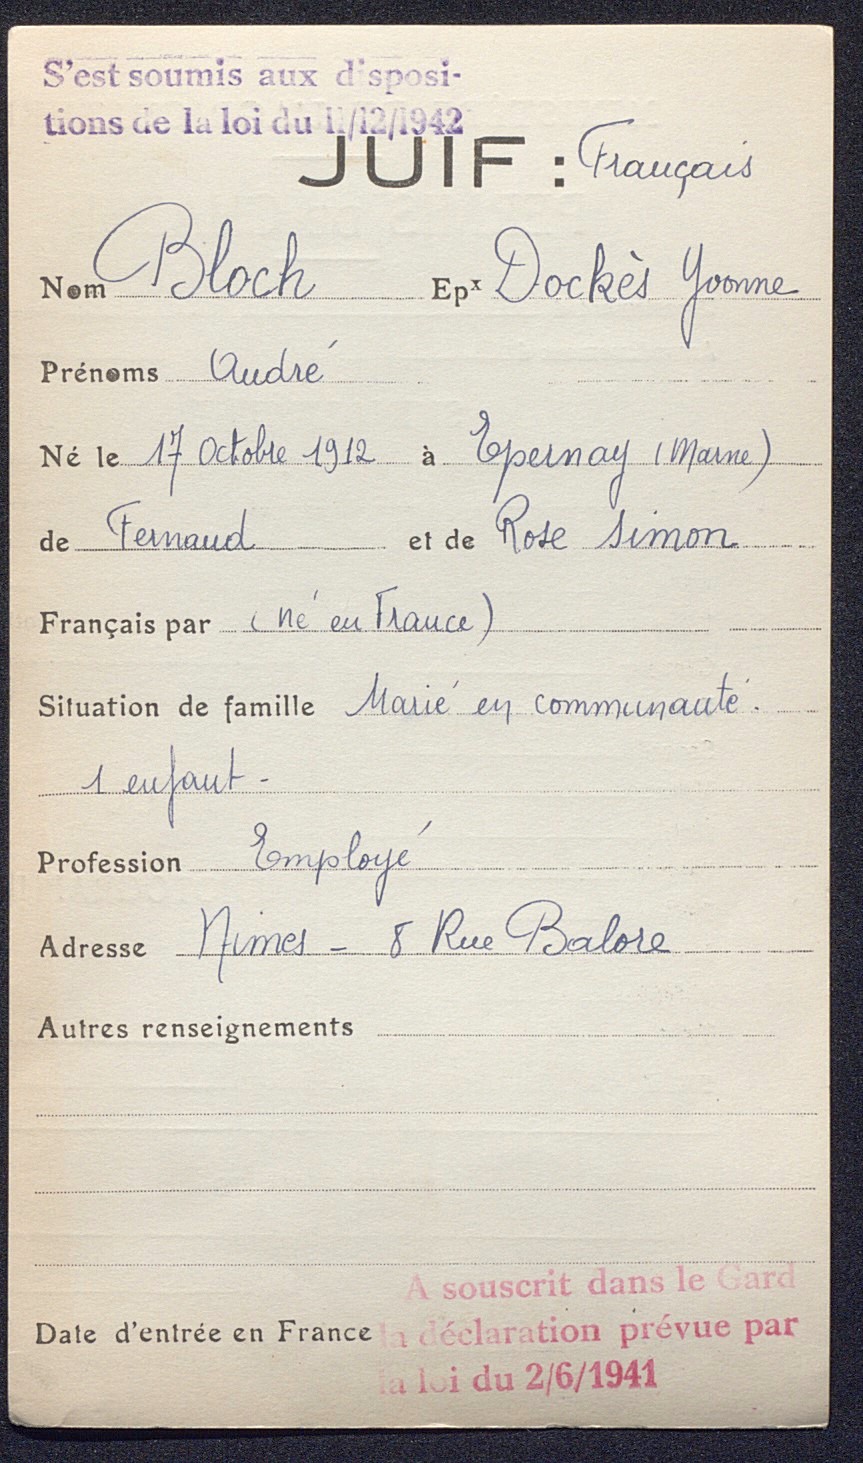 S'est soumis aux disposi-
tions de la loi du 11/12/1942
JUIF : Français
Nom Bloch Epx Dockès Yvonne
Prénoms André
Né le 17 Octobre 1912 à Epernay (Marne)
de Fernand et de Rose Simon
Français par (né en France)
Situation de famille Marié en communauté.
1 enfant -
Profession Employé
Adresse Nimes - 8 Rue Balore
Autres renseignements
A souscrit dans le Gard
Date d'entrée en France la déclaration prévue par
la loi du 2/6/1941